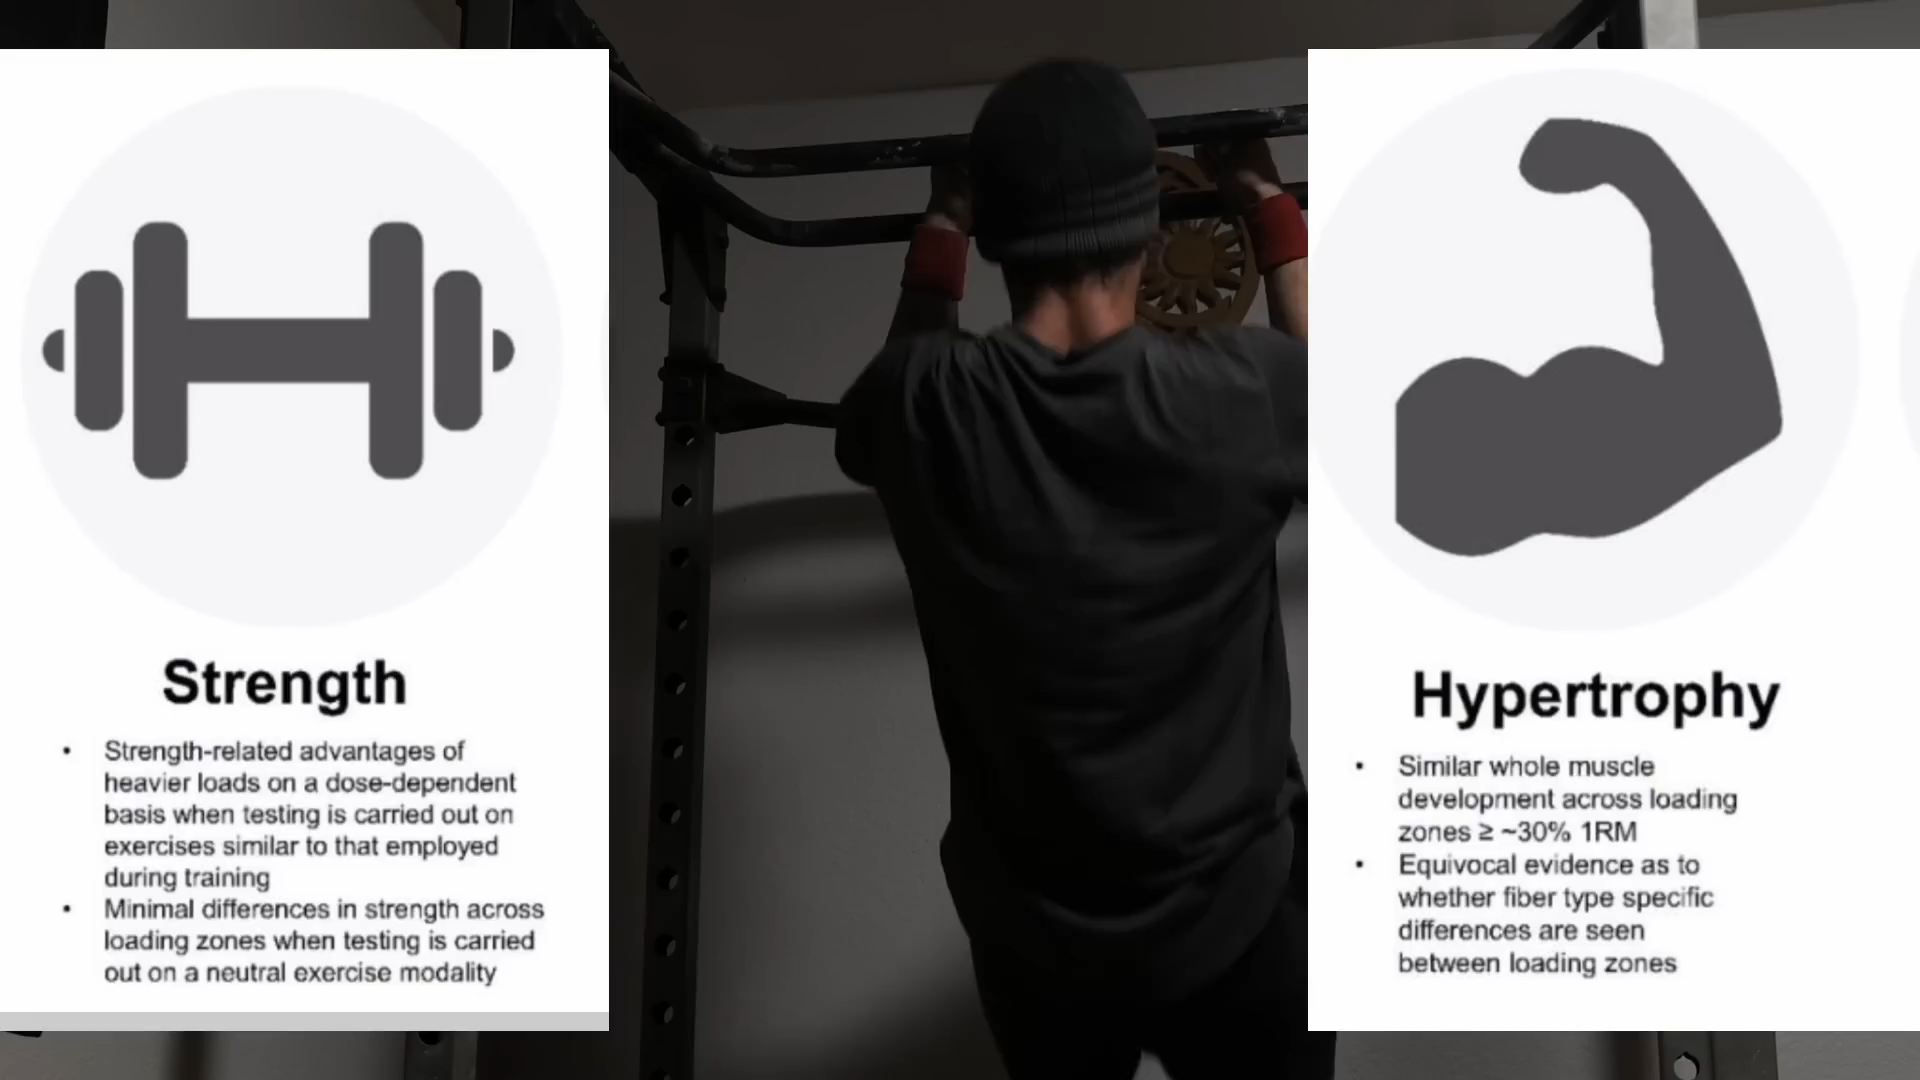 Strength
• Strength-related advantages of
heavier loads on a dose-dependent
basis when testing is carried out on
exercises similar to that employed
during training
• Minimal differences in strength across
loading zones when testing is carried
out on a neutral exercise modality
Hypertrophy
• Similar whole muscle
development across loading
zones ≥ ~30% 1RM
• Equivocal evidence as to
whether fiber type specific
differences are seen
between loading zones